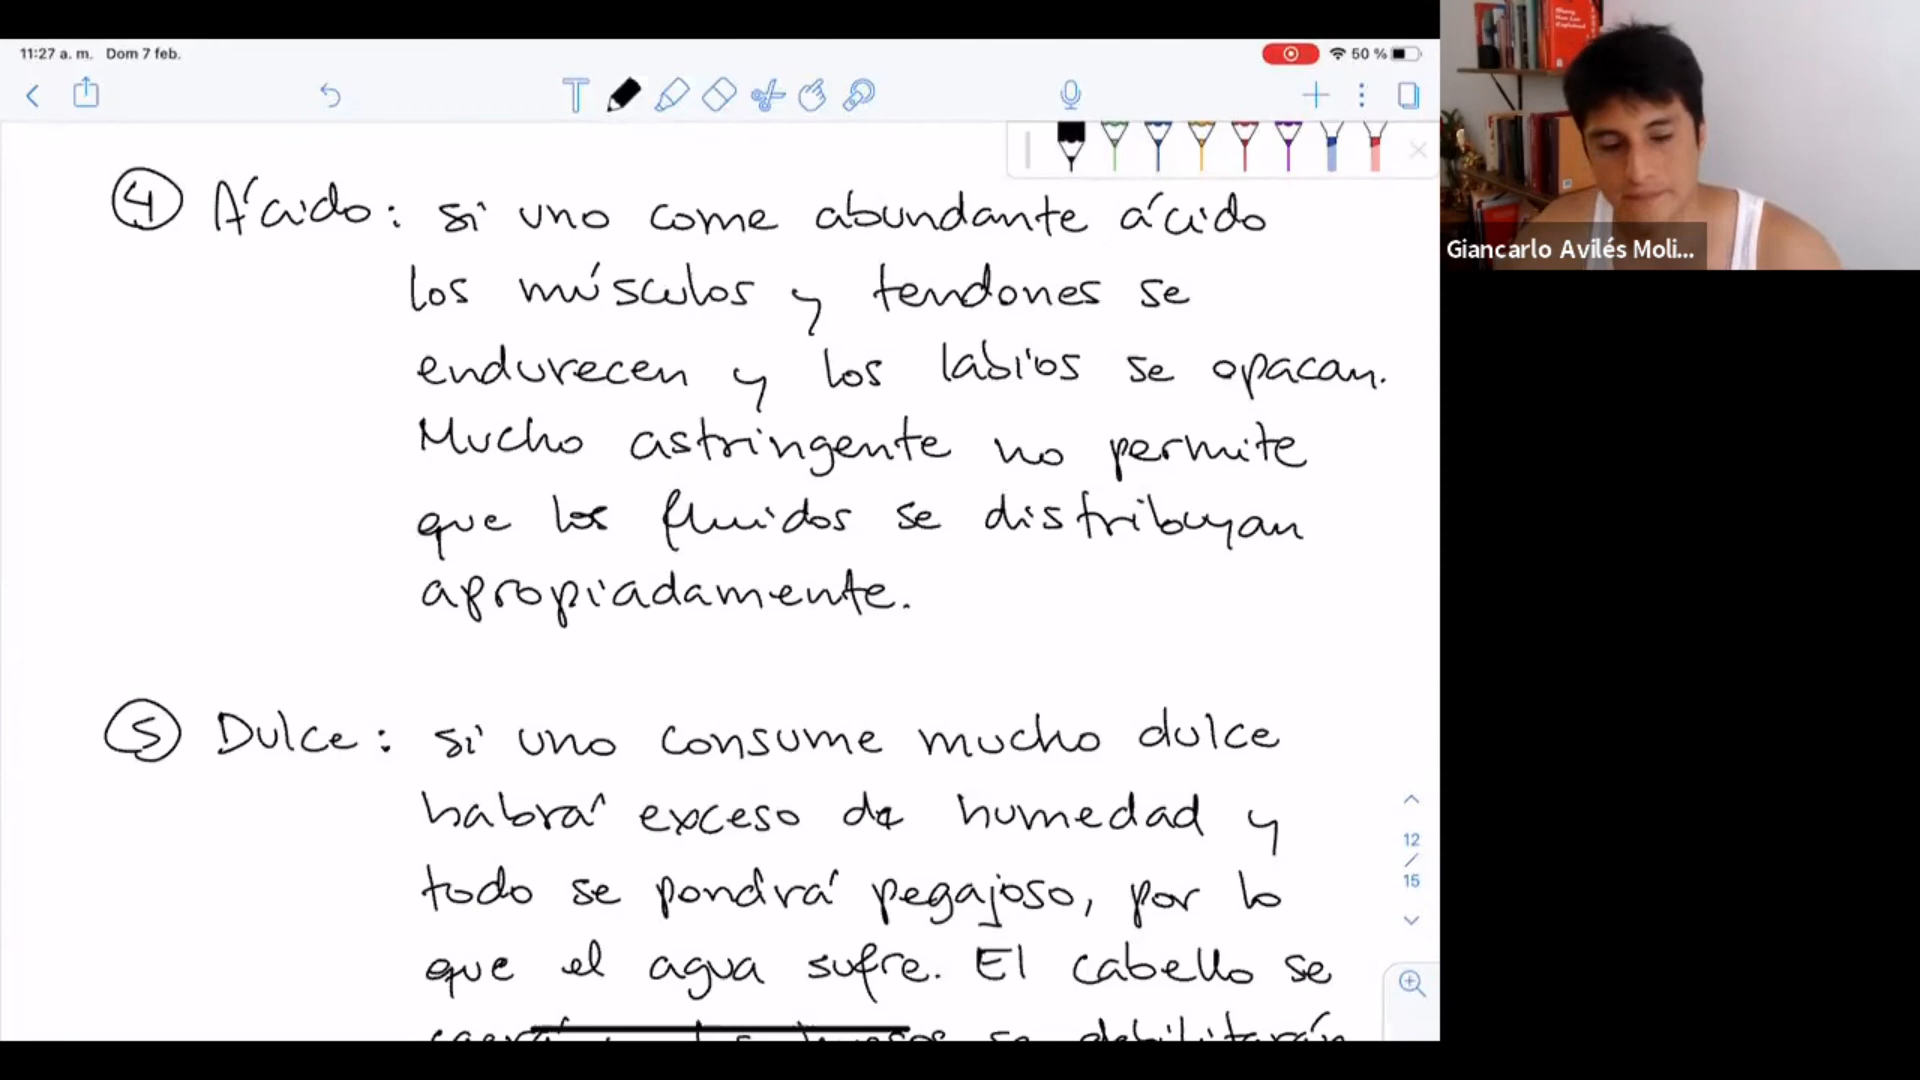 11:27 a. m. Dom 7 feb.
50 %
T
4 Ácido: si uno come abundante ácido
los músculos y tendones se
endurecen y los labios se opacan.
Mucho astringente no permite
que los fluidos se distribuyan
apropiadamente.
5 Dulce: si uno consume mucho dulce
habrá exceso de humedad y
todo se pondrá pegajoso, por lo
que el agua sufre. El cabello se
se debilitarán
12
/
15
Giancarlo Avilés Moli...